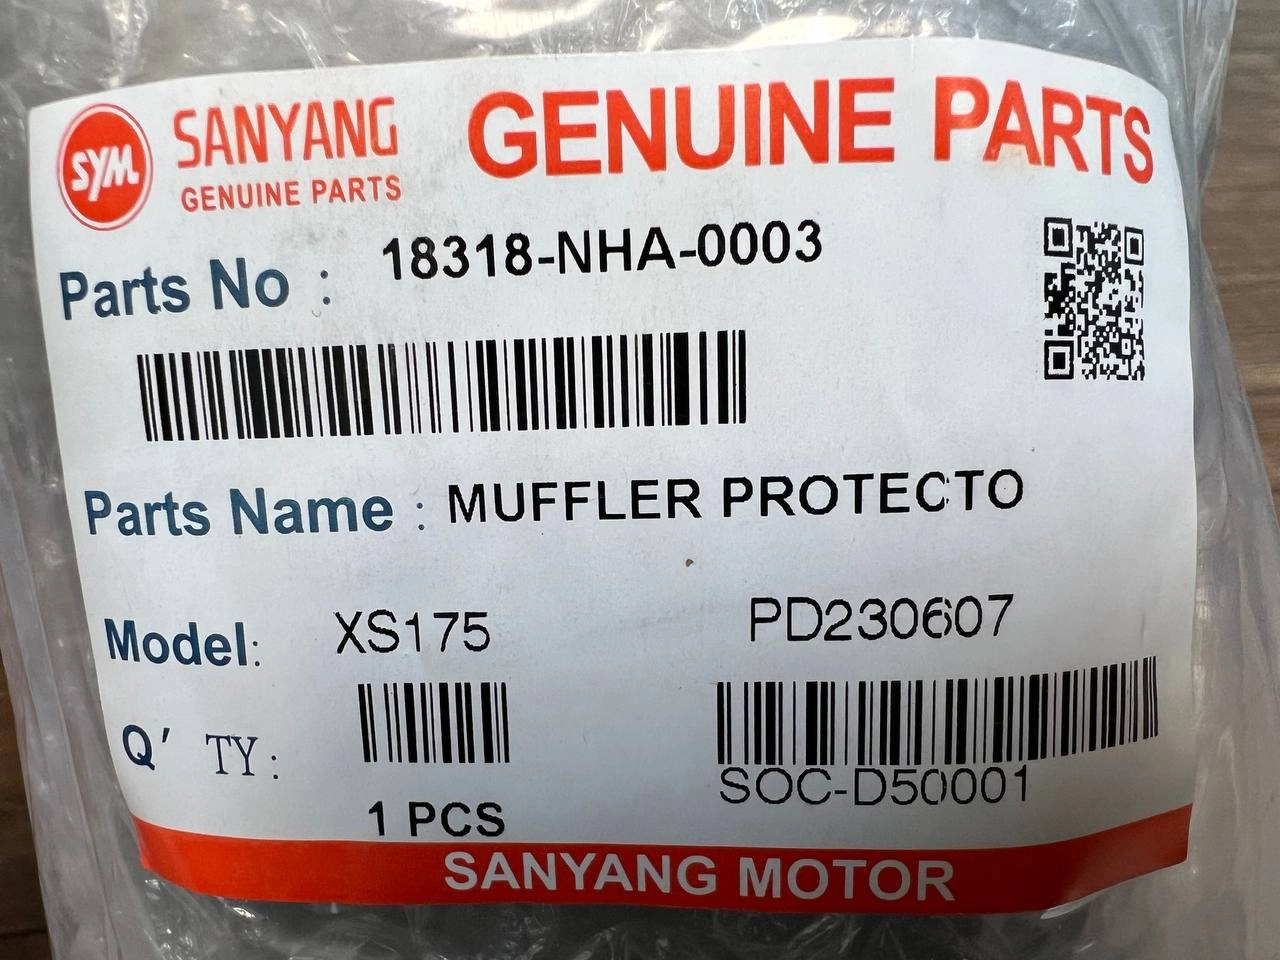 SYM SANYANG GENUINE PARTS
GENUINE PARTS
Parts No : 18318-NHA-0003
Parts Name : MUFFLER PROTECTO
Model: XS175 PD230607
Q' TY:
1 PCS
SOC-D50001
SANYANG MOTOR